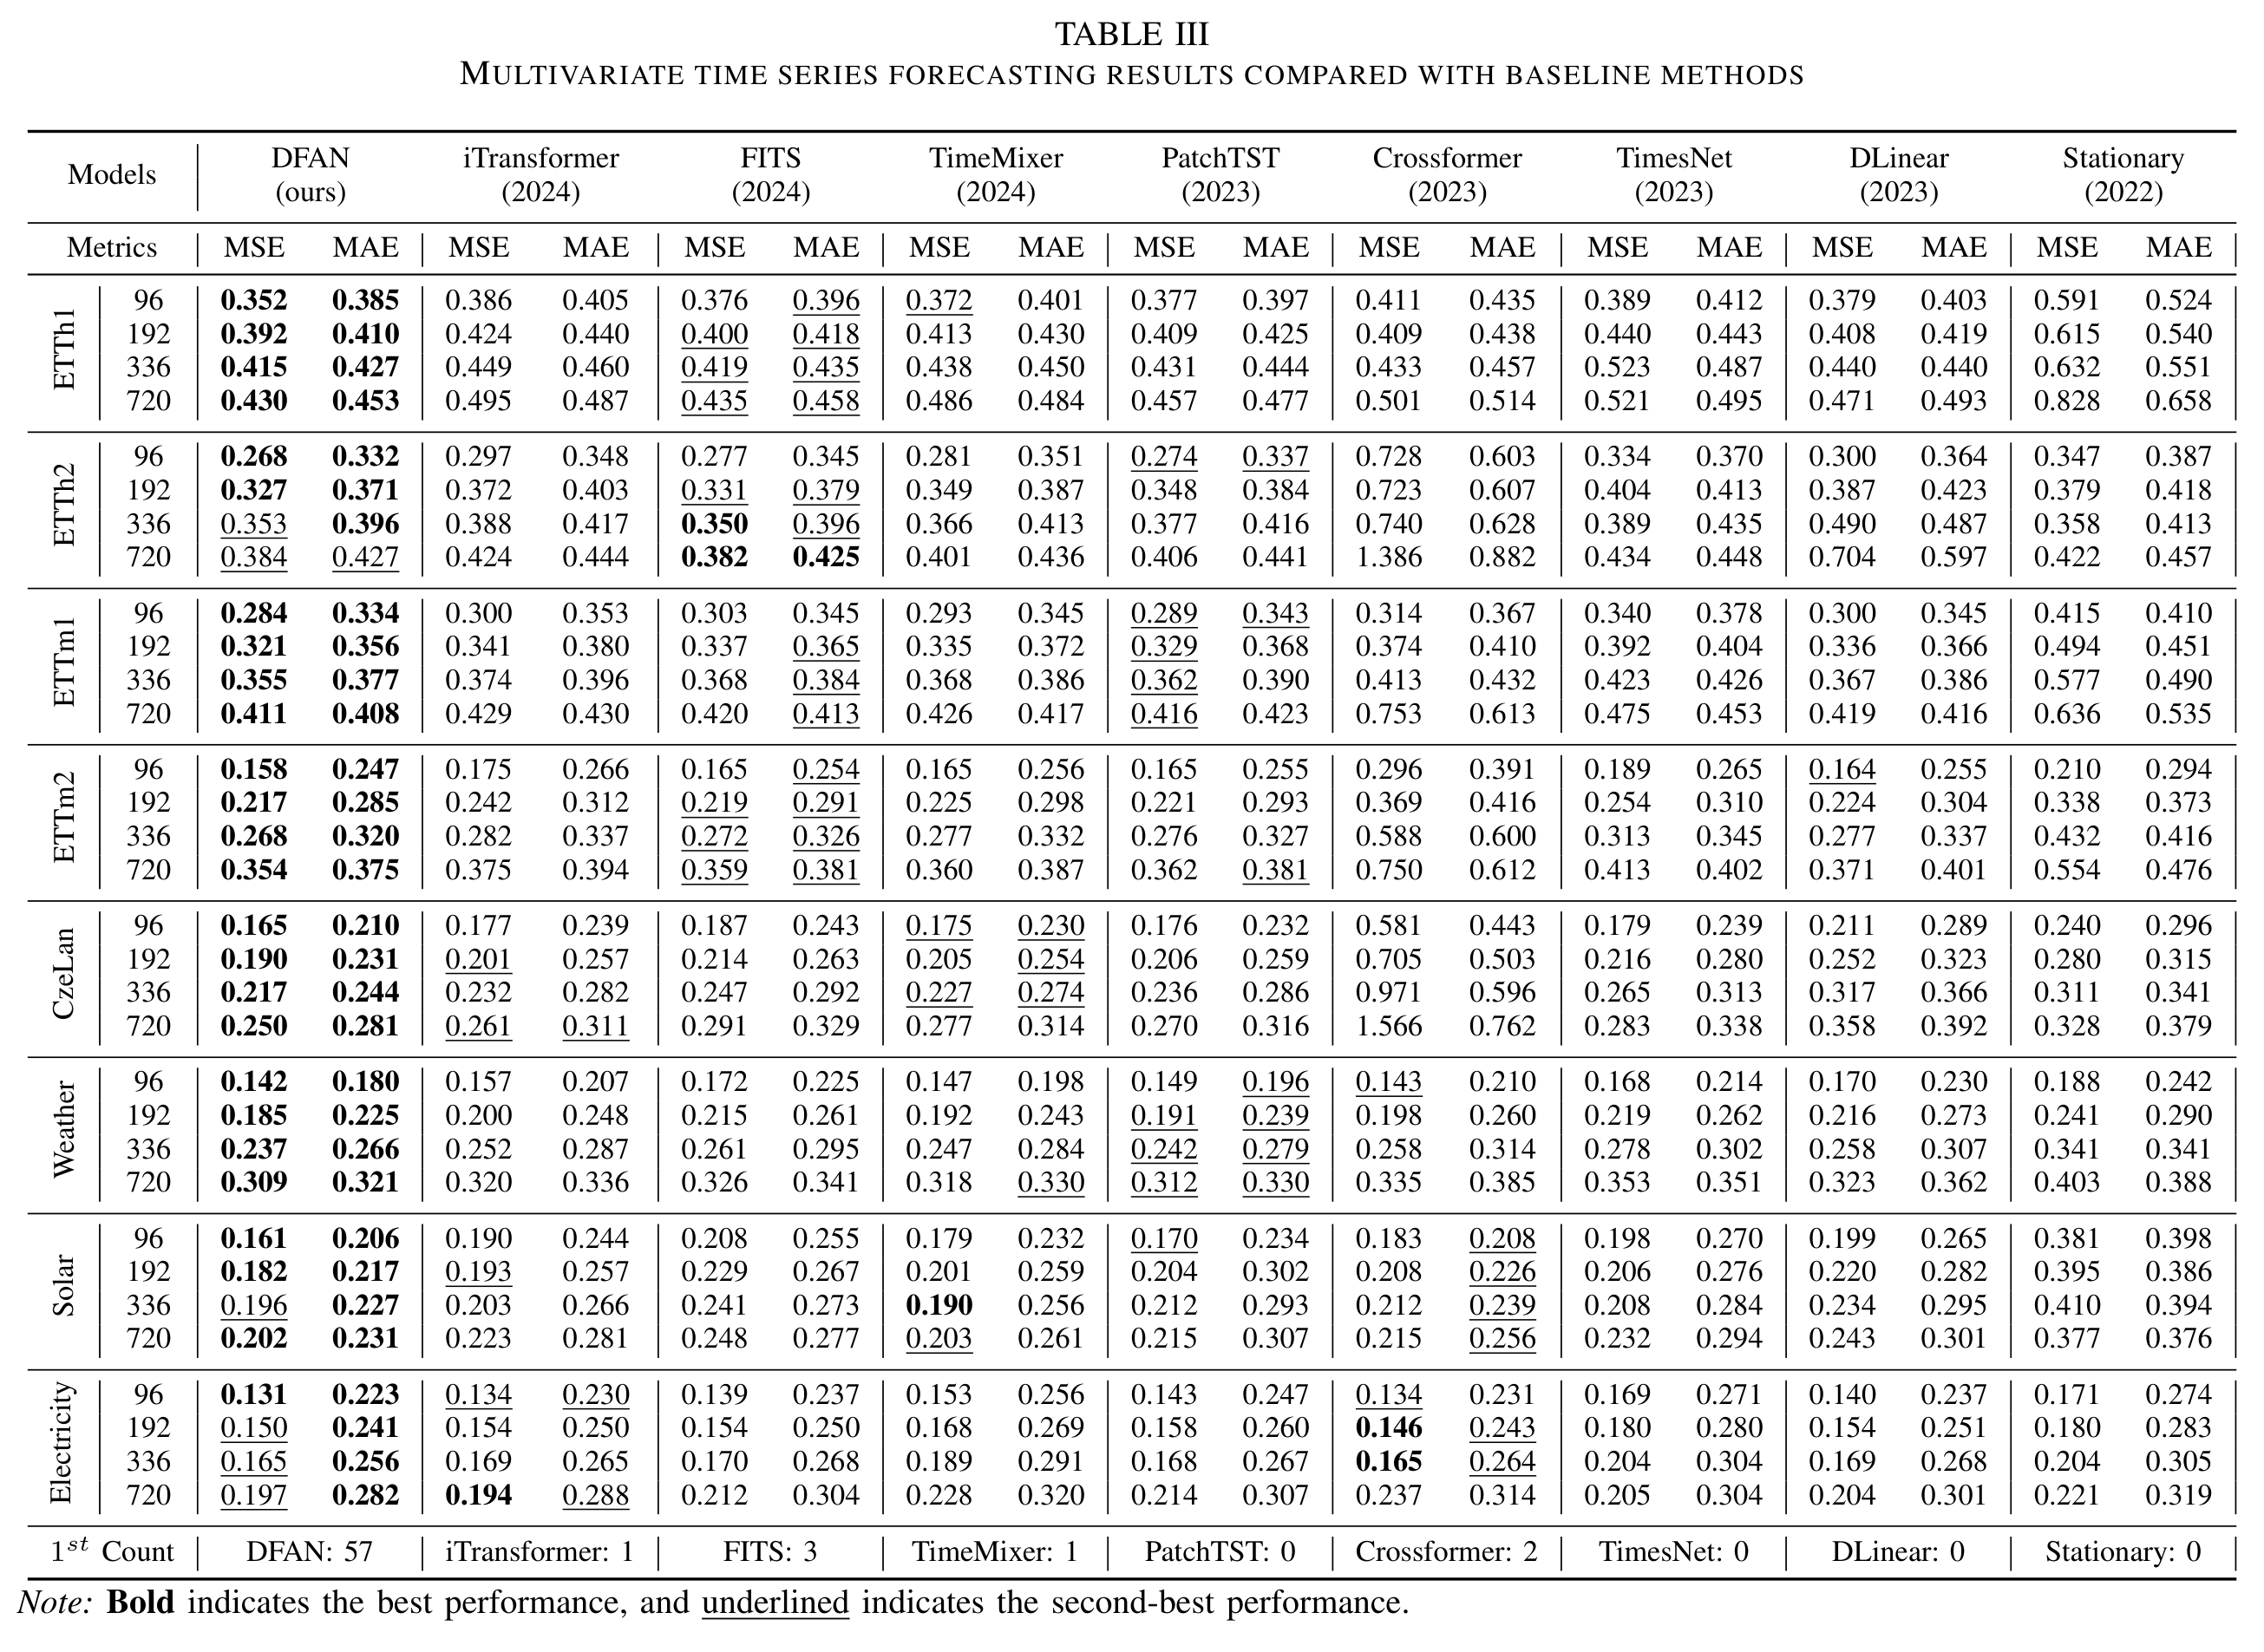 TABLE III
MULTIVARIATE TIME SERIES FORECASTING RESULTS COMPARED WITH BASELINE METHODS
Models DFAN iTransformer FITS TimeMixer PatchTST Crossformer TimesNet DLinear Stationary
(ours) (2024) (2024) (2024) (2023) (2023) (2023) (2023) (2022)
Metrics MSE MAE MSE MAE MSE MAE MSE MAE MSE MAE MSE MAE MSE MAE MSE MAE MSE MAE
ETTh1
96 0.352 0.385 0.386 0.405 0.376 0.396 0.372 0.401 0.377 0.397 0.411 0.435 0.389 0.412 0.379 0.403 0.591 0.524
192 0.392 0.410 0.424 0.440 0.400 0.418 0.413 0.430 0.409 0.425 0.409 0.438 0.440 0.443 0.408 0.419 0.615 0.540
336 0.415 0.427 0.449 0.460 0.419 0.435 0.438 0.450 0.431 0.444 0.433 0.457 0.523 0.487 0.440 0.440 0.632 0.551
720 0.430 0.453 0.495 0.487 0.435 0.458 0.486 0.484 0.457 0.477 0.501 0.514 0.521 0.495 0.471 0.493 0.828 0.658
ETTh2
96 0.268 0.332 0.297 0.348 0.277 0.345 0.281 0.351 0.274 0.337 0.728 0.603 0.334 0.370 0.300 0.364 0.347 0.387
192 0.327 0.371 0.372 0.403 0.331 0.379 0.349 0.387 0.348 0.384 0.723 0.607 0.404 0.413 0.387 0.423 0.379 0.418
336 0.353 0.396 0.388 0.417 0.350 0.396 0.366 0.413 0.377 0.416 0.740 0.628 0.389 0.435 0.490 0.487 0.358 0.413
720 0.384 0.427 0.424 0.444 0.382 0.425 0.401 0.436 0.406 0.441 1.386 0.882 0.434 0.448 0.704 0.597 0.422 0.457
ETTm1
96 0.284 0.334 0.300 0.353 0.303 0.345 0.293 0.345 0.289 0.343 0.314 0.367 0.340 0.378 0.300 0.345 0.415 0.410
192 0.321 0.356 0.341 0.380 0.337 0.365 0.335 0.372 0.329 0.368 0.374 0.410 0.392 0.404 0.336 0.366 0.494 0.451
336 0.355 0.377 0.374 0.396 0.368 0.384 0.368 0.386 0.362 0.390 0.413 0.432 0.423 0.426 0.367 0.386 0.577 0.490
720 0.411 0.408 0.429 0.430 0.420 0.413 0.426 0.417 0.416 0.423 0.753 0.613 0.475 0.453 0.419 0.416 0.636 0.535
ETTm2
96 0.158 0.247 0.175 0.266 0.165 0.254 0.165 0.256 0.165 0.255 0.296 0.391 0.189 0.265 0.164 0.255 0.210 0.294
192 0.217 0.285 0.242 0.312 0.219 0.291 0.225 0.298 0.221 0.293 0.369 0.416 0.254 0.310 0.224 0.304 0.338 0.373
336 0.268 0.320 0.282 0.337 0.272 0.326 0.277 0.332 0.276 0.327 0.588 0.600 0.313 0.345 0.277 0.337 0.432 0.416
720 0.354 0.375 0.375 0.394 0.359 0.381 0.360 0.387 0.362 0.381 0.750 0.612 0.413 0.402 0.371 0.401 0.554 0.476
CzeLan
96 0.165 0.210 0.177 0.239 0.187 0.243 0.175 0.230 0.176 0.232 0.581 0.443 0.179 0.239 0.211 0.289 0.240 0.296
192 0.190 0.231 0.201 0.257 0.214 0.263 0.205 0.254 0.206 0.259 0.705 0.503 0.216 0.280 0.252 0.323 0.280 0.315
336 0.217 0.244 0.232 0.282 0.247 0.292 0.227 0.274 0.236 0.286 0.971 0.596 0.265 0.313 0.317 0.366 0.311 0.341
720 0.250 0.281 0.261 0.311 0.291 0.329 0.277 0.314 0.270 0.316 1.566 0.762 0.283 0.338 0.358 0.392 0.328 0.379
Weather
96 0.142 0.180 0.157 0.207 0.172 0.225 0.147 0.198 0.149 0.196 0.143 0.210 0.168 0.214 0.170 0.230 0.188 0.242
192 0.185 0.225 0.200 0.248 0.215 0.261 0.192 0.243 0.191 0.239 0.198 0.260 0.219 0.262 0.216 0.273 0.241 0.290
336 0.237 0.266 0.252 0.287 0.261 0.295 0.247 0.284 0.242 0.279 0.258 0.314 0.278 0.302 0.258 0.307 0.341 0.341
720 0.309 0.321 0.320 0.336 0.326 0.341 0.318 0.330 0.312 0.330 0.335 0.385 0.353 0.351 0.323 0.362 0.403 0.388
Solar
96 0.161 0.206 0.190 0.244 0.208 0.255 0.179 0.232 0.170 0.234 0.183 0.208 0.198 0.270 0.199 0.265 0.381 0.398
192 0.182 0.217 0.193 0.257 0.229 0.267 0.201 0.259 0.204 0.302 0.208 0.226 0.206 0.276 0.220 0.282 0.395 0.386
336 0.196 0.227 0.203 0.266 0.241 0.273 0.190 0.256 0.212 0.293 0.212 0.239 0.208 0.284 0.234 0.295 0.410 0.394
720 0.202 0.231 0.223 0.281 0.248 0.277 0.203 0.261 0.215 0.307 0.215 0.256 0.232 0.294 0.243 0.301 0.377 0.376
Electricity
96 0.131 0.223 0.134 0.230 0.139 0.237 0.153 0.256 0.143 0.247 0.134 0.231 0.169 0.271 0.140 0.237 0.171 0.274
192 0.150 0.241 0.154 0.250 0.154 0.250 0.168 0.269 0.158 0.260 0.146 0.243 0.180 0.280 0.154 0.251 0.180 0.283
336 0.165 0.256 0.169 0.265 0.170 0.268 0.189 0.291 0.168 0.267 0.165 0.264 0.204 0.304 0.169 0.268 0.204 0.305
720 0.197 0.282 0.194 0.288 0.212 0.304 0.228 0.320 0.214 0.307 0.237 0.314 0.205 0.304 0.204 0.301 0.221 0.319
1st Count DFAN: 57 iTransformer: 1 FITS: 3 TimeMixer: 1 PatchTST: 0 Crossformer: 2 TimesNet: 0 DLinear: 0 Stationary: 0
Note: Bold indicates the best performance, and underlined indicates the second-best performance.